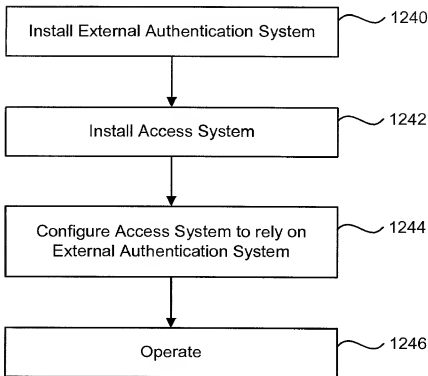 Install External Authentication System
1240
Install Access System
1242
Configure Access System to rely on
External Authentication System
1244
Operate
1246